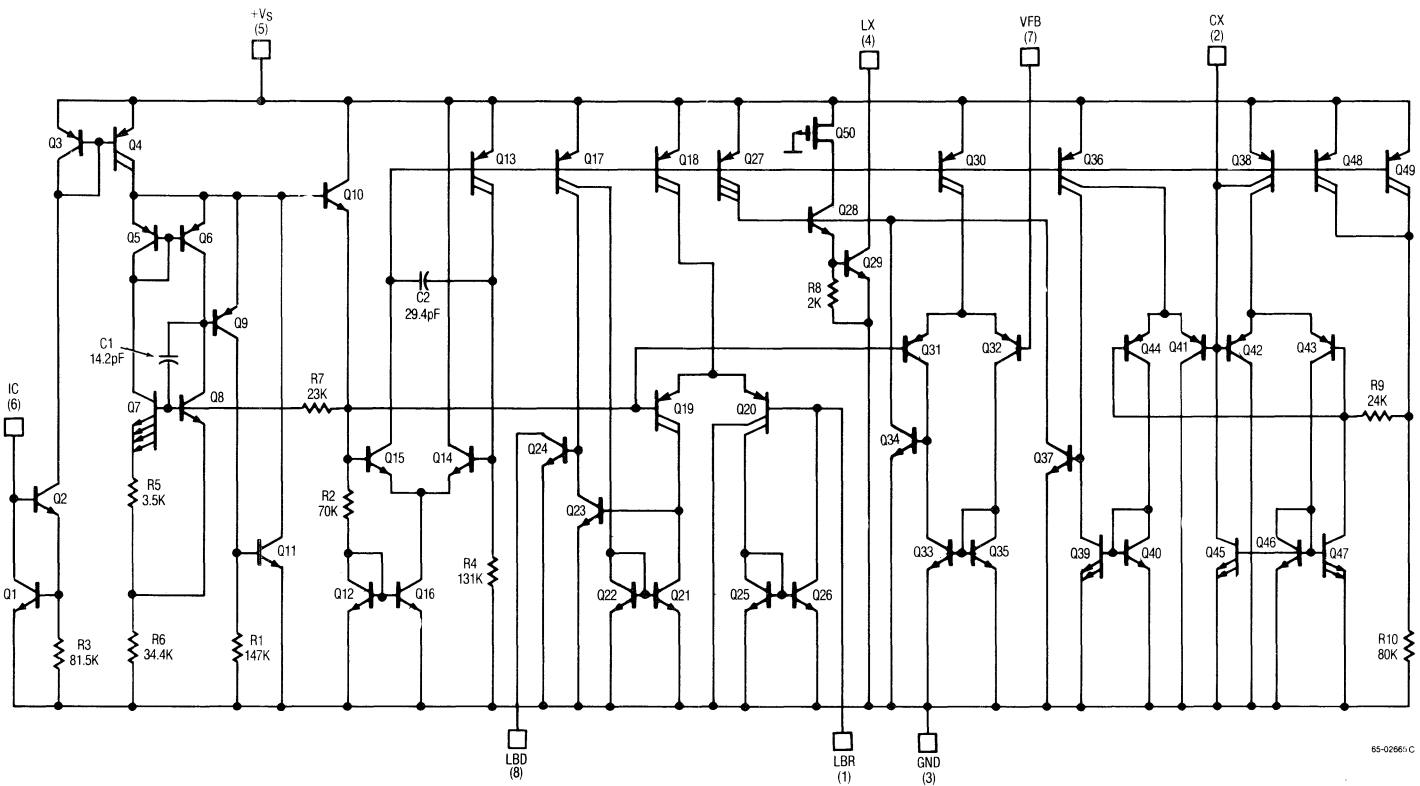 +VS
(5)
LX
(4)
VFB
(7)
CX
(2)
Q3
Q4
Q50
Q13
Q17
Q18
Q27
Q30
Q36
Q38
Q48
Q49
Q10
Q28
Q5
Q6
Q29
C2
29.4pF
R8
2K
Q9
C1
14.2pF
Q31
Q32
Q44
Q41
Q42
Q43
IC
(6)
R7
23K
R9
24K
Q7
Q8
Q19
Q20
Q24
Q34
Q15
Q14
Q37
R5
3.5K
Q2
R2
70K
Q23
Q11
Q33
Q35
Q39
Q40
Q45
Q46
Q47
R4
131K
Q1
Q12
Q16
Q22
Q21
Q25
Q26
R3
81.5K
R6
34.4K
R1
147K
R10
80K
LBD
(8)
LBR
(1)
GND
(3)
65-02665 C